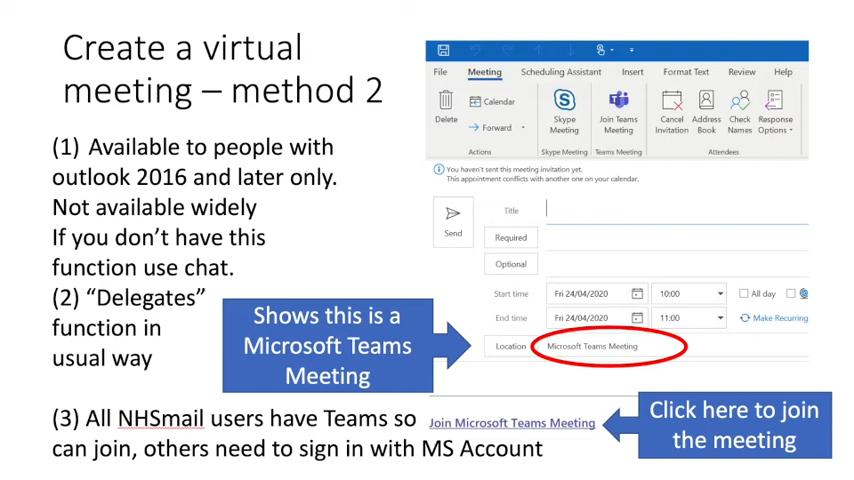 Create a virtual
meeting – method 2
(1) Available to people with
outlook 2016 and later only.
Not available widely
If you don’t have this
function use chat.
(2) “Delegates”
function in
usual way
(3) All NHSmail users have Teams so
can join, others need to sign in with MS Account
File Meeting Scheduling Assistant Insert Format Text Review Help
Delete
Calendar
Forward
Skype
Meeting
Join Teams
Meeting
Cancel
Invitation
Address
Book
Check
Names
Response
Options
Actions Skype Meeting Teams Meeting Attendees
You haven't sent this meeting invitation yet.
This appointment conflicts with another one on your calendar.
Send
Title
Required
Optional
Start time Fri 24/04/2020 10:00 All day
End time Fri 24/04/2020 11:00 Make Recurring
Location Microsoft Teams Meeting
Shows this is a
Microsoft Teams
Meeting
Join Microsoft Teams Meeting
Click here to join
the meeting